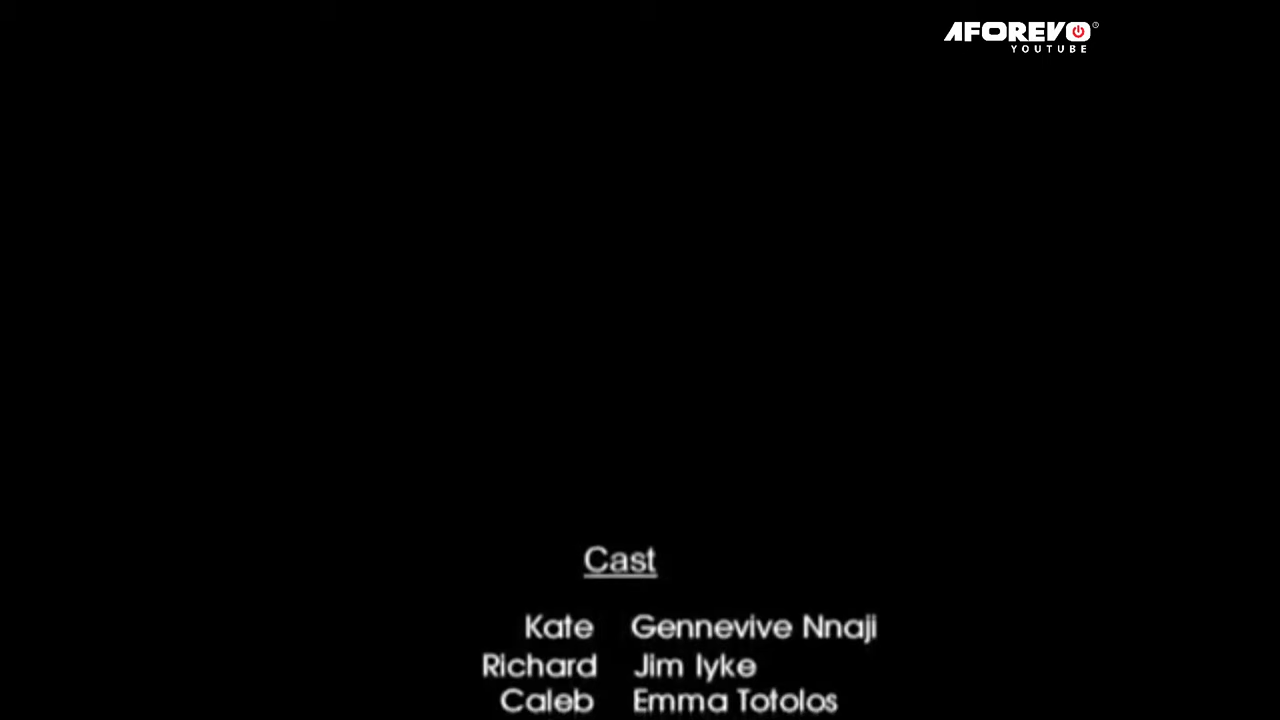 AFOREVO
YOUTUBE
Cast
Kate Gennevive Nnaji
Richard Jim Iyke
Caleb Emma Totolos